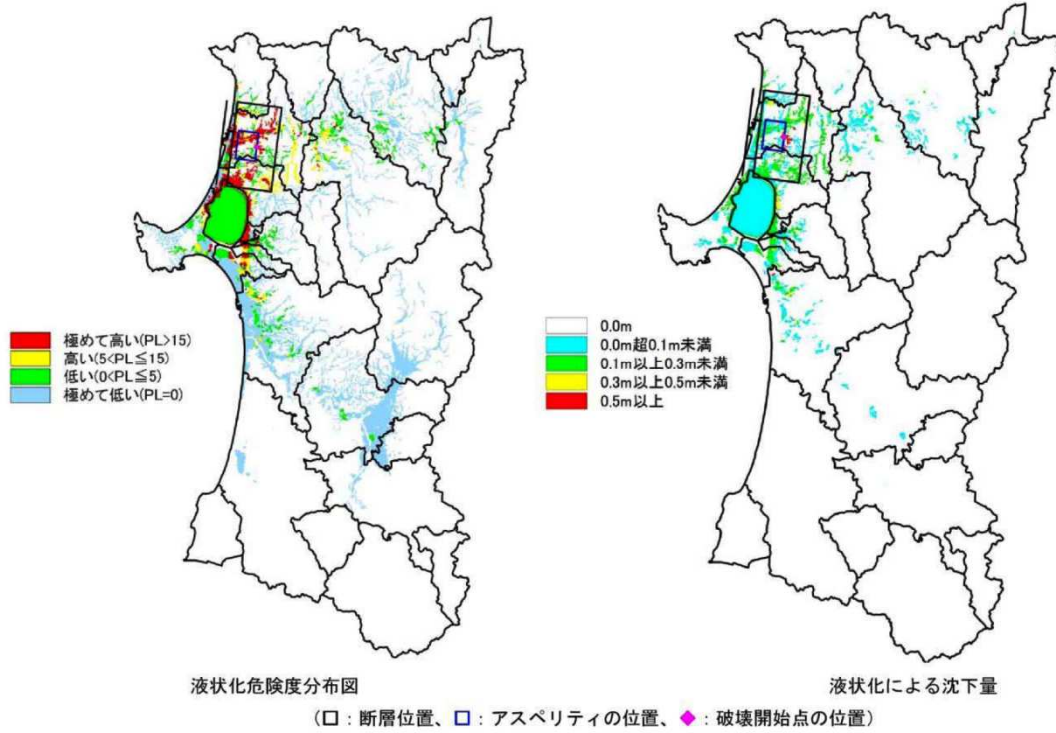 極めて高い(PL>15)
高い(5<PL≦15)
低い(0<PL≦5)
極めて低い(PL=0)
0.0m
0.0m超0.1m未満
0.1m以上0.3m未満
0.3m以上0.5m未満
0.5m以上
液状化危険度分布図
液状化による沈下量
(□：断層位置、□：アスペリティの位置、◆：破壊開始点の位置)